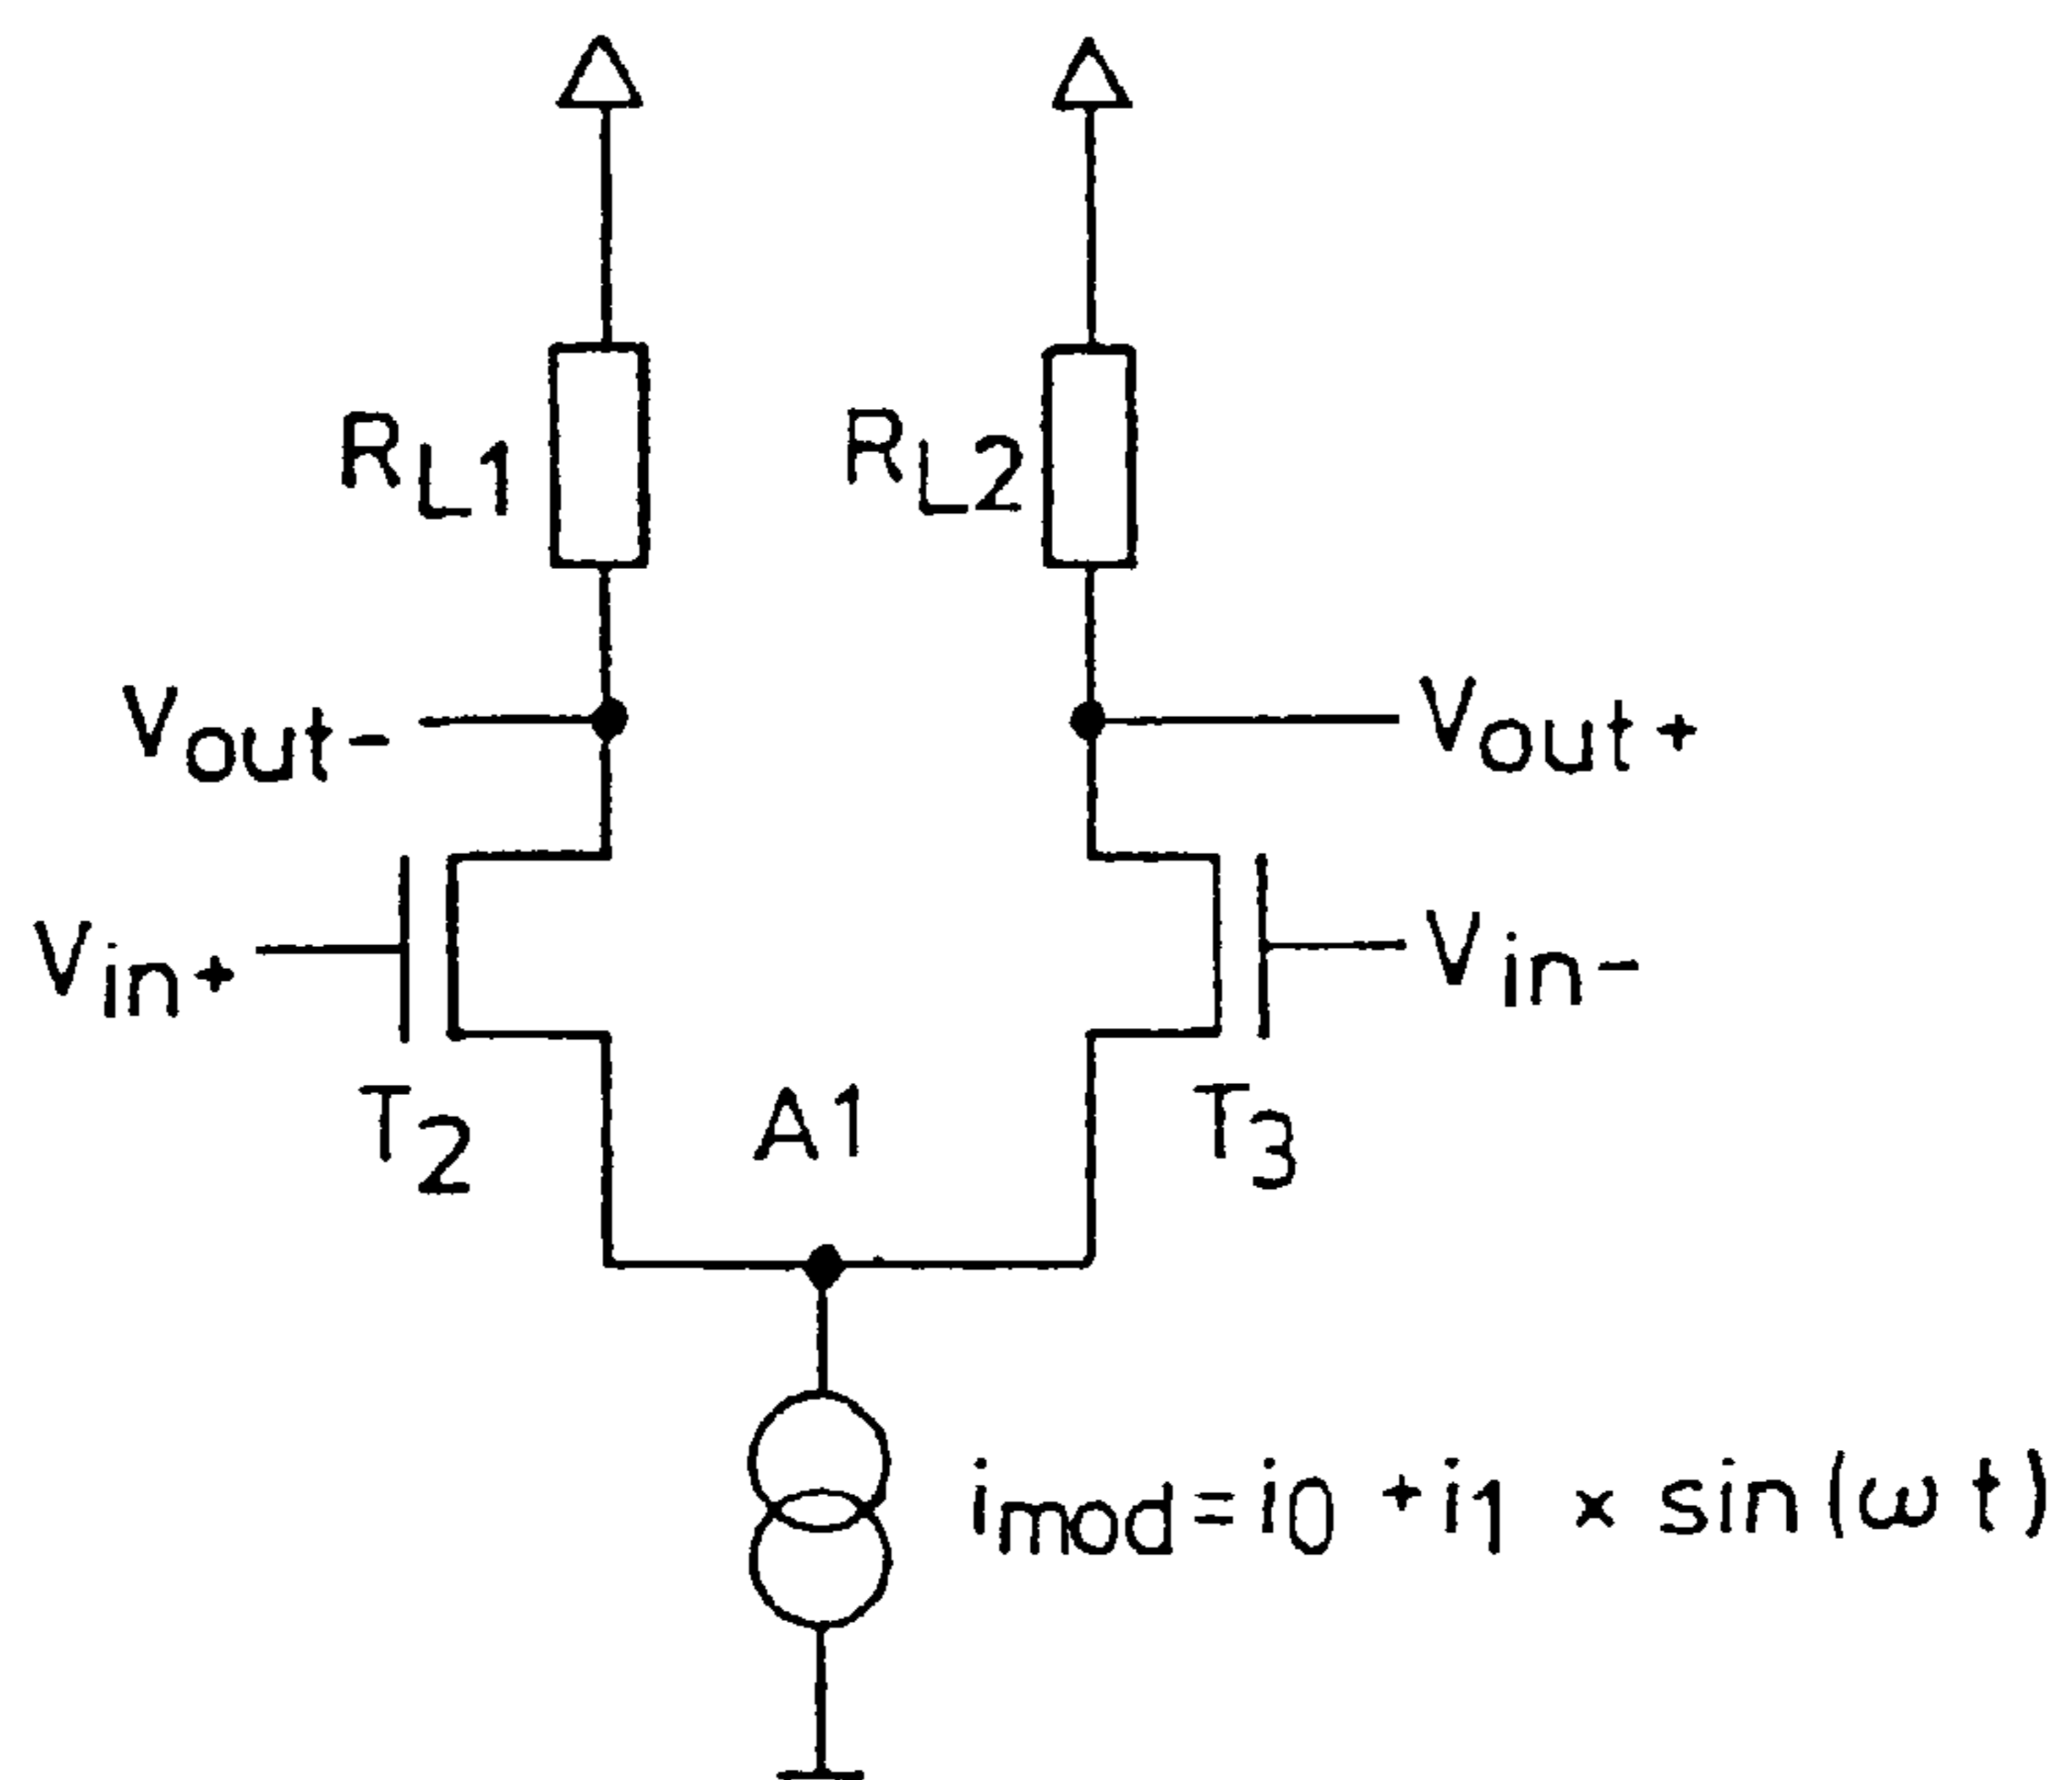 RL1
RL2
Vout-
Vout+
Vin+
Vin-
T2
A1
T3
imod=i0 +i1 x sin(ω t)